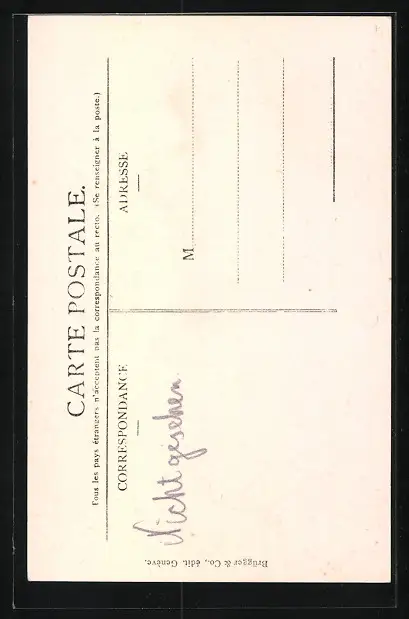 CARTE POSTALE.
Tous les pays étrangers n'acceptent pas la correspondance au recto. (Se renseigner à la poste.)
CORRESPONDANCE
Nicht gesehen
ADRESSE
M
Brügger & Co., édit. Genève.